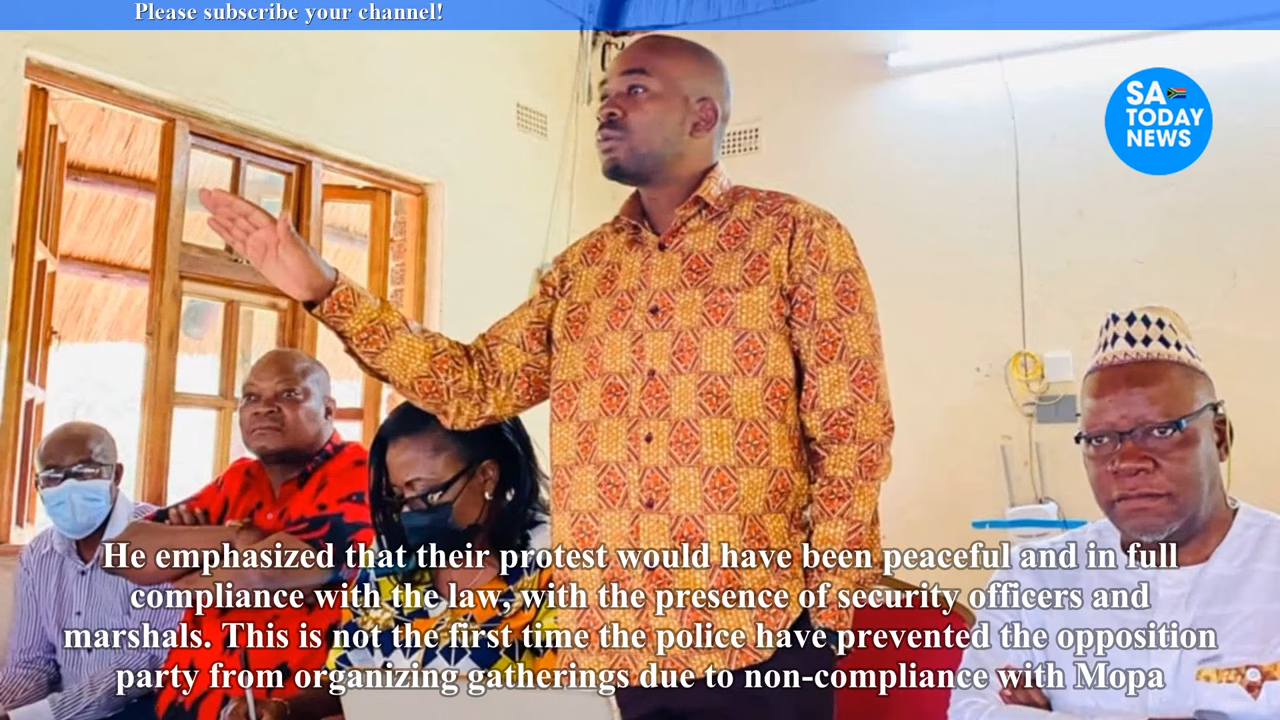 Please subscribe your channel!
SA
TODAY
NEWS
He emphasized that their protest would have been peaceful and in full
compliance with the law, with the presence of security officers and
marshals. This is not the first time the police have prevented the opposition
party from organizing gatherings due to non-compliance with Mopa